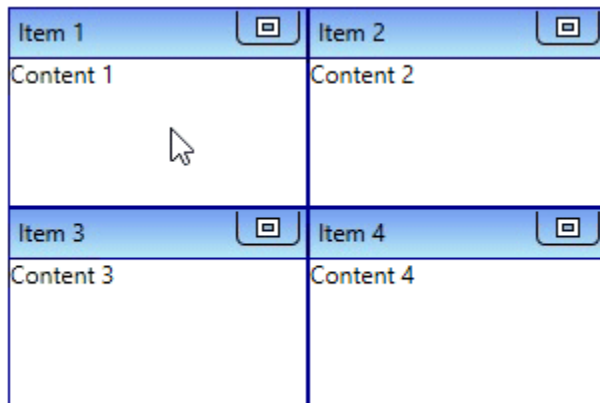 Item 1
Item 2
Content 1
Content 2
Item 3
Item 4
Content 3
Content 4